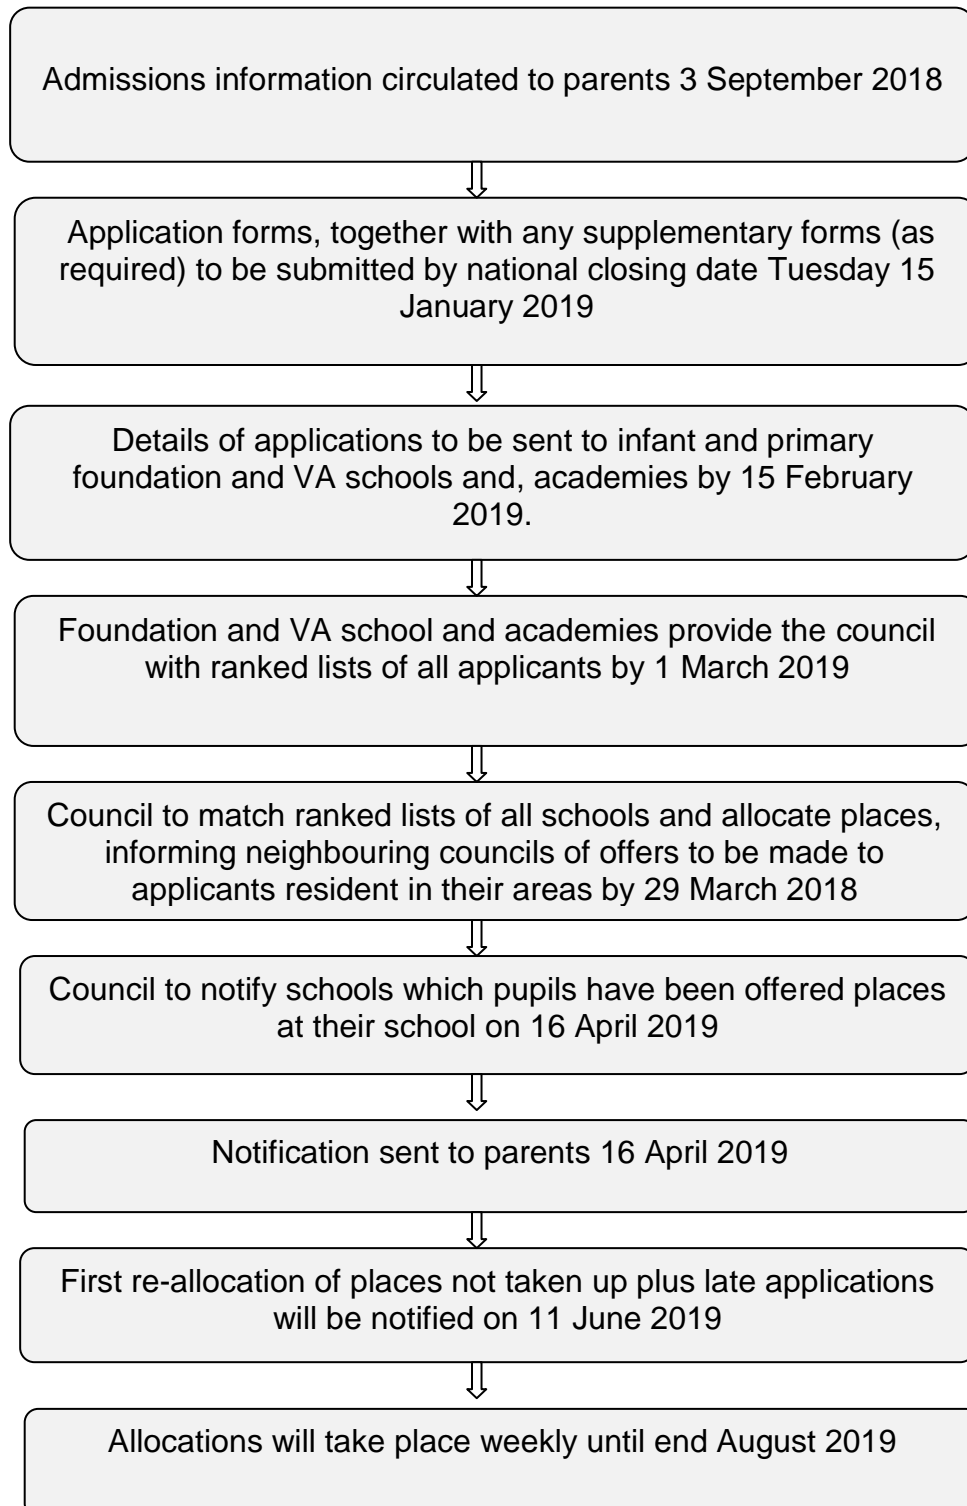 Admissions information circulated to parents 3 September 2018
Application forms, together with any supplementary forms (as
required) to be submitted by national closing date Tuesday 15
January 2019
Details of applications to be sent to infant and primary
foundation and VA schools and, academies by 15 February
2019.
Foundation and VA school and academies provide the council
with ranked lists of all applicants by 1 March 2019
Council to match ranked lists of all schools and allocate places,
informing neighbouring councils of offers to be made to
applicants resident in their areas by 29 March 2018
Council to notify schools which pupils have been offered places
at their school on 16 April 2019
Notification sent to parents 16 April 2019
First re-allocation of places not taken up plus late applications
will be notified on 11 June 2019
Allocations will take place weekly until end August 2019